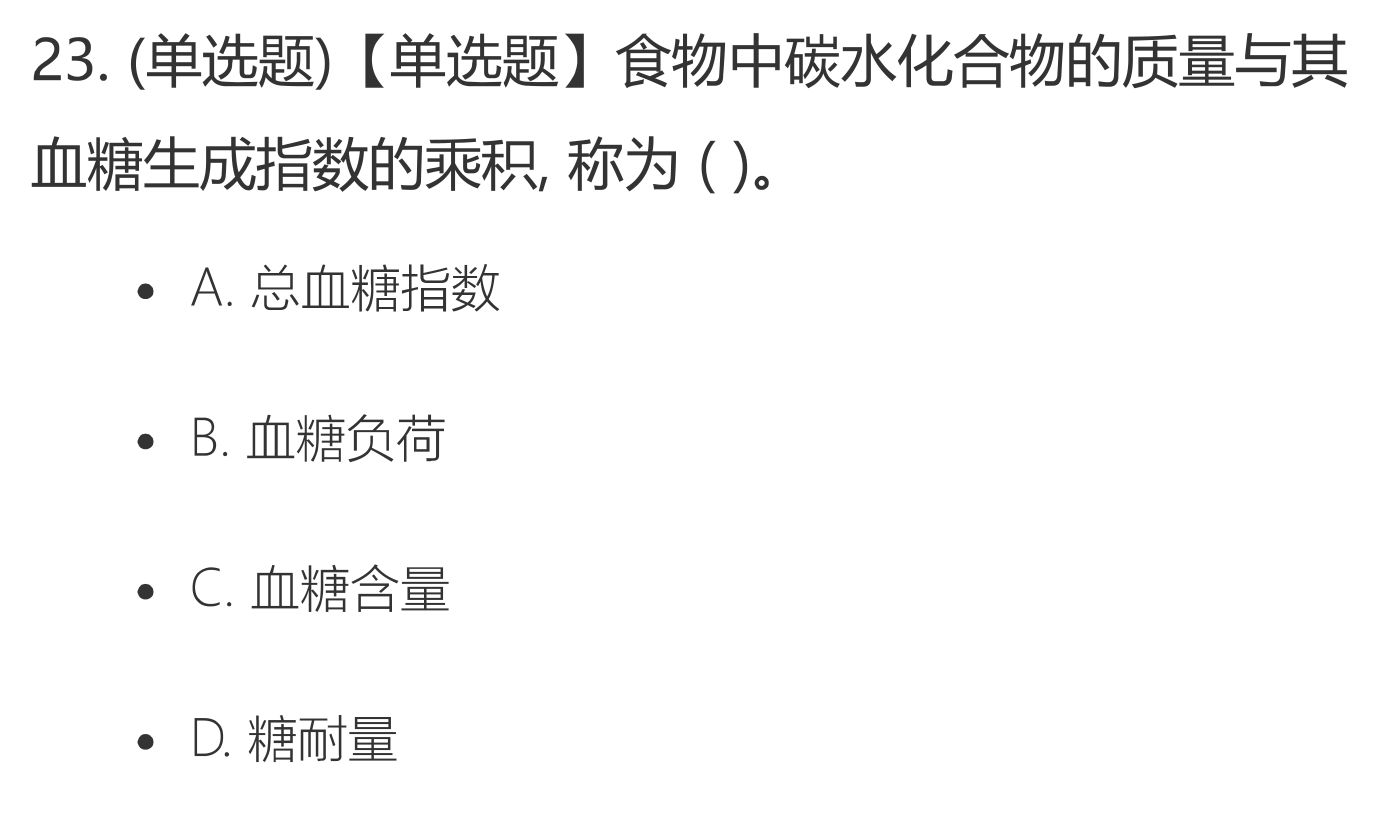 23. (单选题)【单选题】食物中碳水化合物的质量与其
血糖生成指数的乘积, 称为 ( )。
A. 总血糖指数
B. 血糖负荷
C. 血糖含量
D. 糖耐量